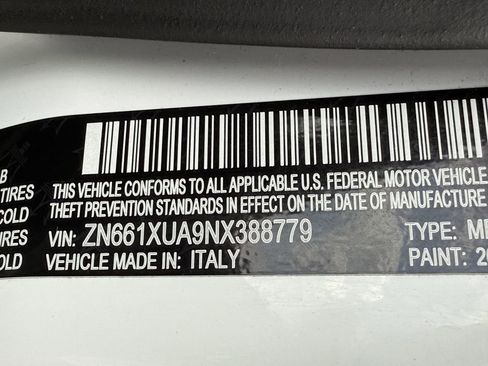 B
TIRES
THIS VEHICLE CONFORMS TO ALL APPLICABLE U.S. FEDERAL MOTOR VEHICLE
COLD
THEFT PREVENTION STANDARDS IN EFFECT ON THE DATE OF MANUFACTURE
IRES
VIN: ZN661XUA9NX388779
TYPE:
OLD
VEHICLE MADE IN: ITALY
PAINT: 20